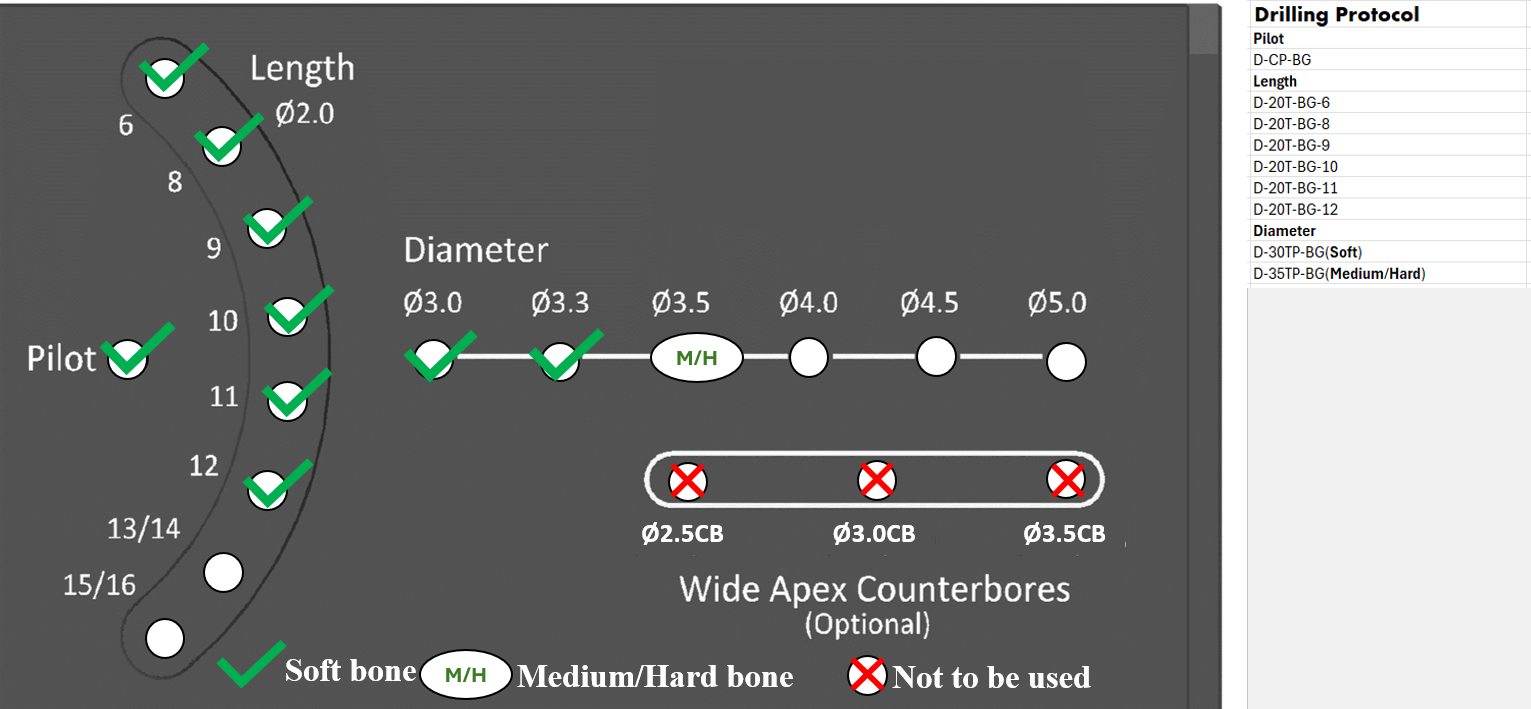 Length
Ø2.0
6
8
9
10
11
12
13/14
15/16
Pilot
Diameter
Ø3.0 Ø3.3 Ø3.5 Ø4.0 Ø4.5 Ø5.0
M/H
Ø2.5CB Ø3.0CB Ø3.5CB
Wide Apex Counterbores
(Optional)
Soft bone M/H Medium/Hard bone Not to be used
Drilling Protocol
Pilot
D-CP-BG
Length
D-20T-BG-6
D-20T-BG-8
D-20T-BG-9
D-20T-BG-10
D-20T-BG-11
D-20T-BG-12
Diameter
D-30TP-BG(Soft)
D-35TP-BG(Medium/Hard)